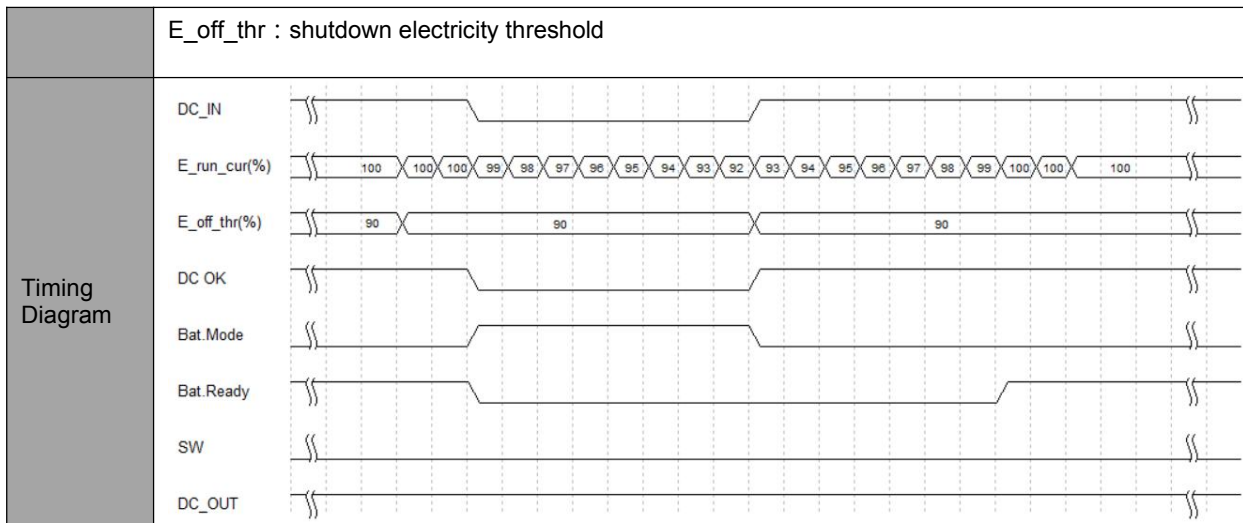 E_off_thr：shutdown electricity threshold
Timing
Diagram
DC_IN
E_run_cur(%) 100 100 100 99 98 97 96 95 94 93 92 93 94 95 96 97 98 99 100 100 100
E_off_thr(%) 90 90 90
DC OK
Bat.Mode
Bat.Ready
SW
DC_OUT